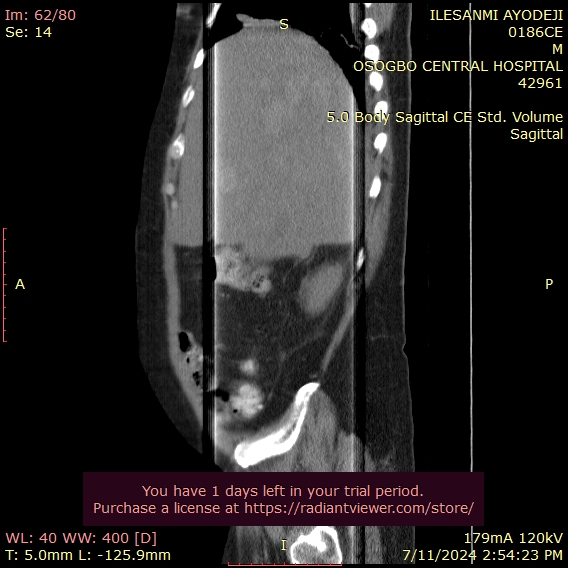 Im: 62/80
Se: 14
S
ILESANMI AYODEJI
0186CE
M
OSOGBO CENTRAL HOSPITAL
42961
5.0 Body Sagittal CE Std. Volume
Sagittal
A
P
You have 1 days left in your trial period.
Purchase a license at https://radiantviewer.com/store/
WL: 40 WW: 400 [D]
T: 5.0mm L: -125.9mm
I
179mA 120kV
7/11/2024 2:54:23 PM